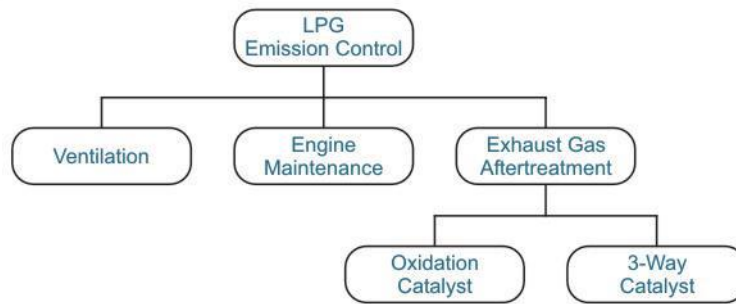 LPG
Emission Control
Ventilation
Engine
Maintenance
Exhaust Gas
Aftertreatment
Oxidation
Catalyst
3-Way
Catalyst